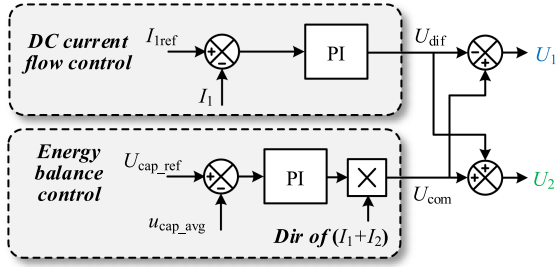 DC current
flow control
I1ref
I1
PI
Udif
U1
Energy
balance
control
Ucap_ref
ucap_avg
PI
Dir of (I1+I2)
Ucom
U2